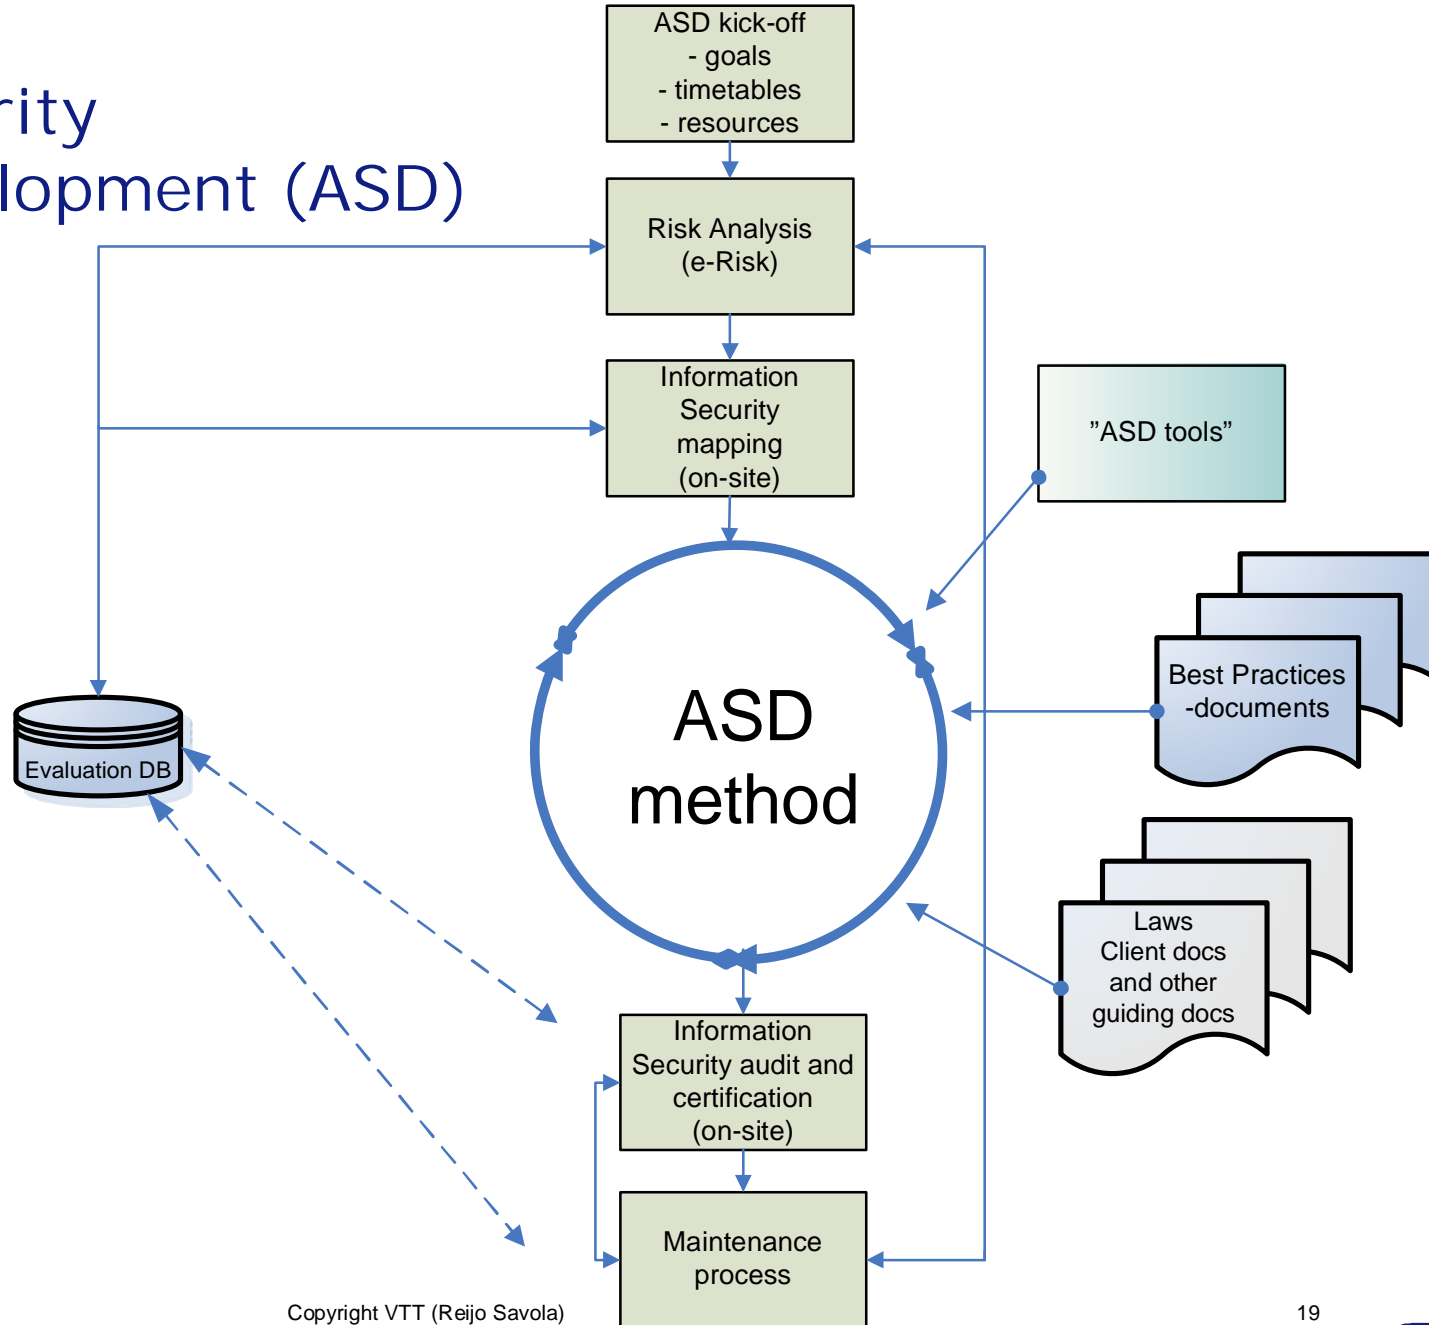 ASD kick-off
- goals
- timetables
- resources
rity
lopment (ASD)
Risk Analysis
(e-Risk)
Information
Security
mapping
(on-site)
”ASD tools”
Best Practices
-documents
ASD
method
Evaluation DB
Laws
Client docs
and other
guiding docs
Information
Security audit and
certification
(on-site)
Maintenance
process
Copyright VTT (Reijo Savola)
19